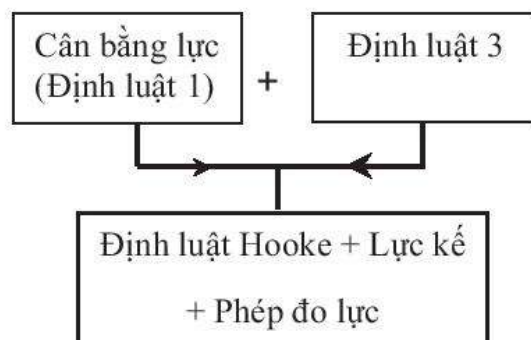 Cân bằng lực
(Định luật 1)
+
Định luật 3
Định luật Hooke + Lực kế
+ Phép đo lực